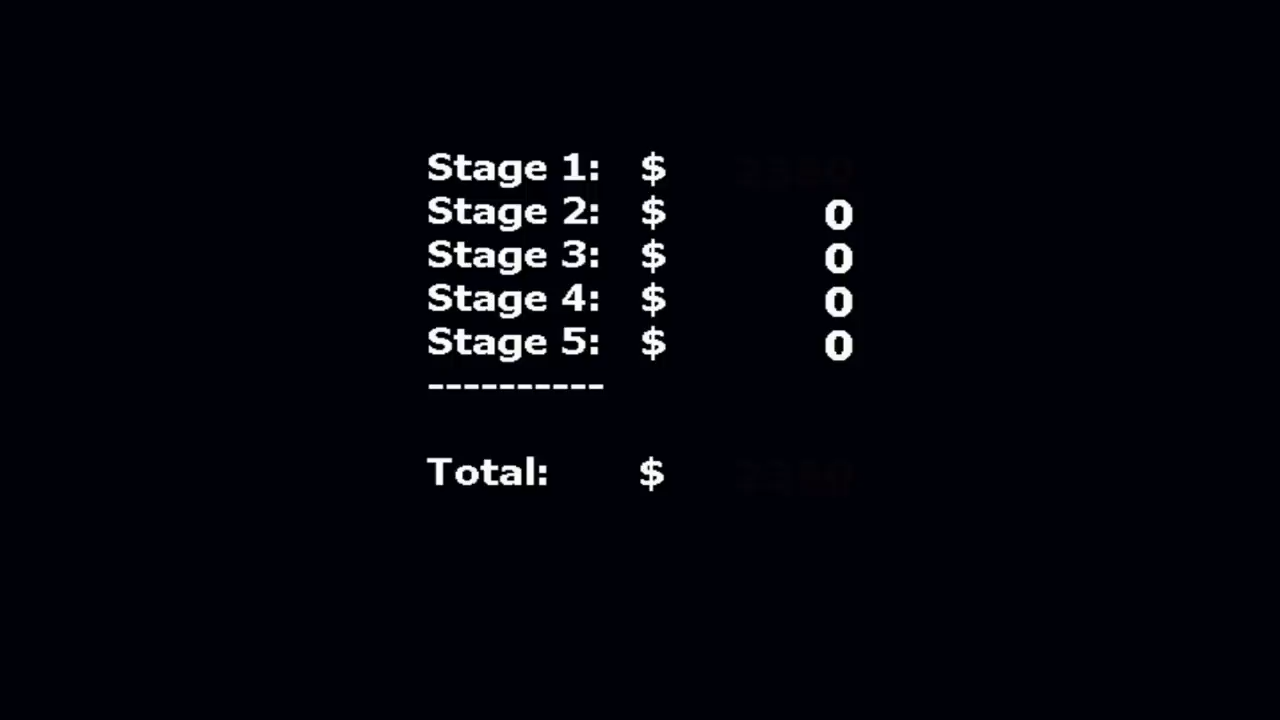 Stage 1: $
Stage 2: $ 0
Stage 3: $ 0
Stage 4: $ 0
Stage 5: $ 0
----------
Total: $